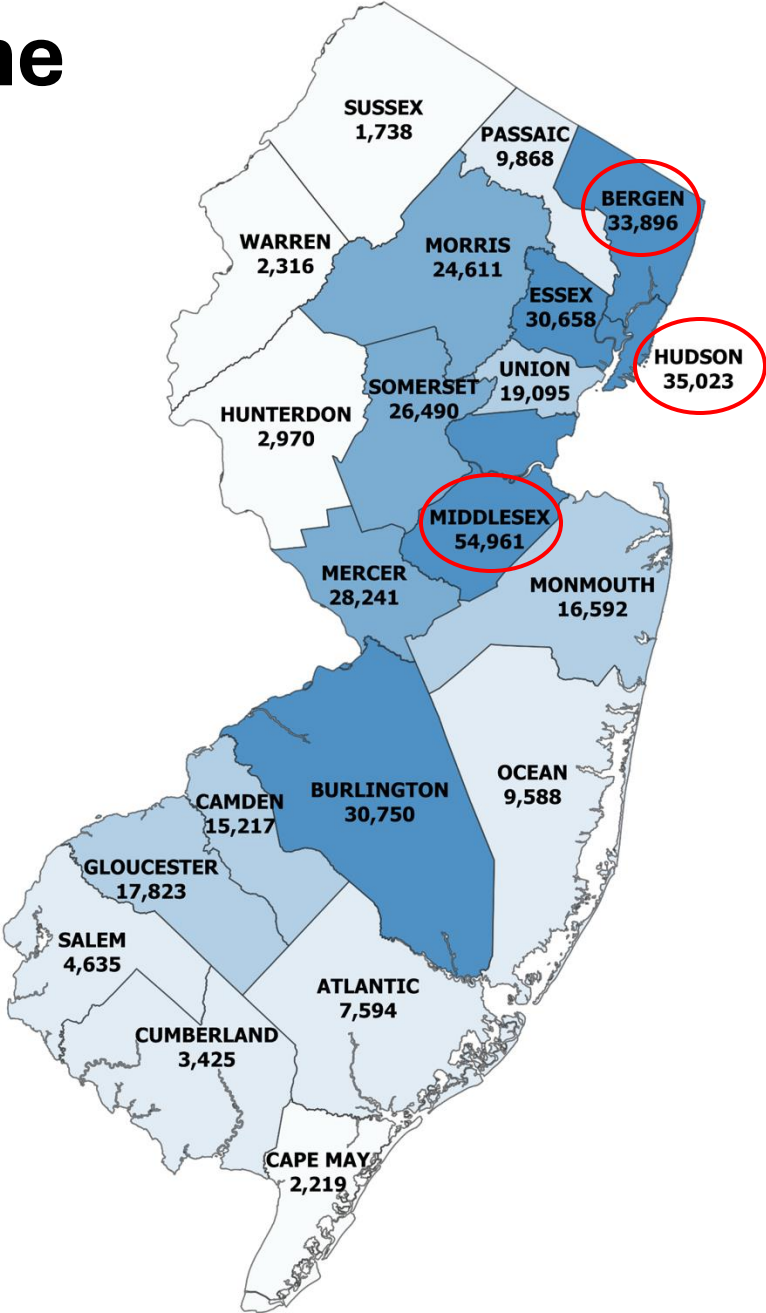 ne
SUSSEX
1,738
PASSAIC
9,868
BERGEN
33,896
WARREN
2,316
MORRIS
24,611
ESSEX
30,658
HUDSON
35,023
UNION
19,095
SOMERSET
26,490
HUNTERDON
2,970
MIDDLESEX
54,961
MERCER
28,241
MONMOUTH
16,592
OCEAN
9,588
BURLINGTON
30,750
CAMDEN
15,217
GLOUCESTER
17,823
SALEM
4,635
ATLANTIC
7,594
CUMBERLAND
3,425
CAPE MAY
2,219